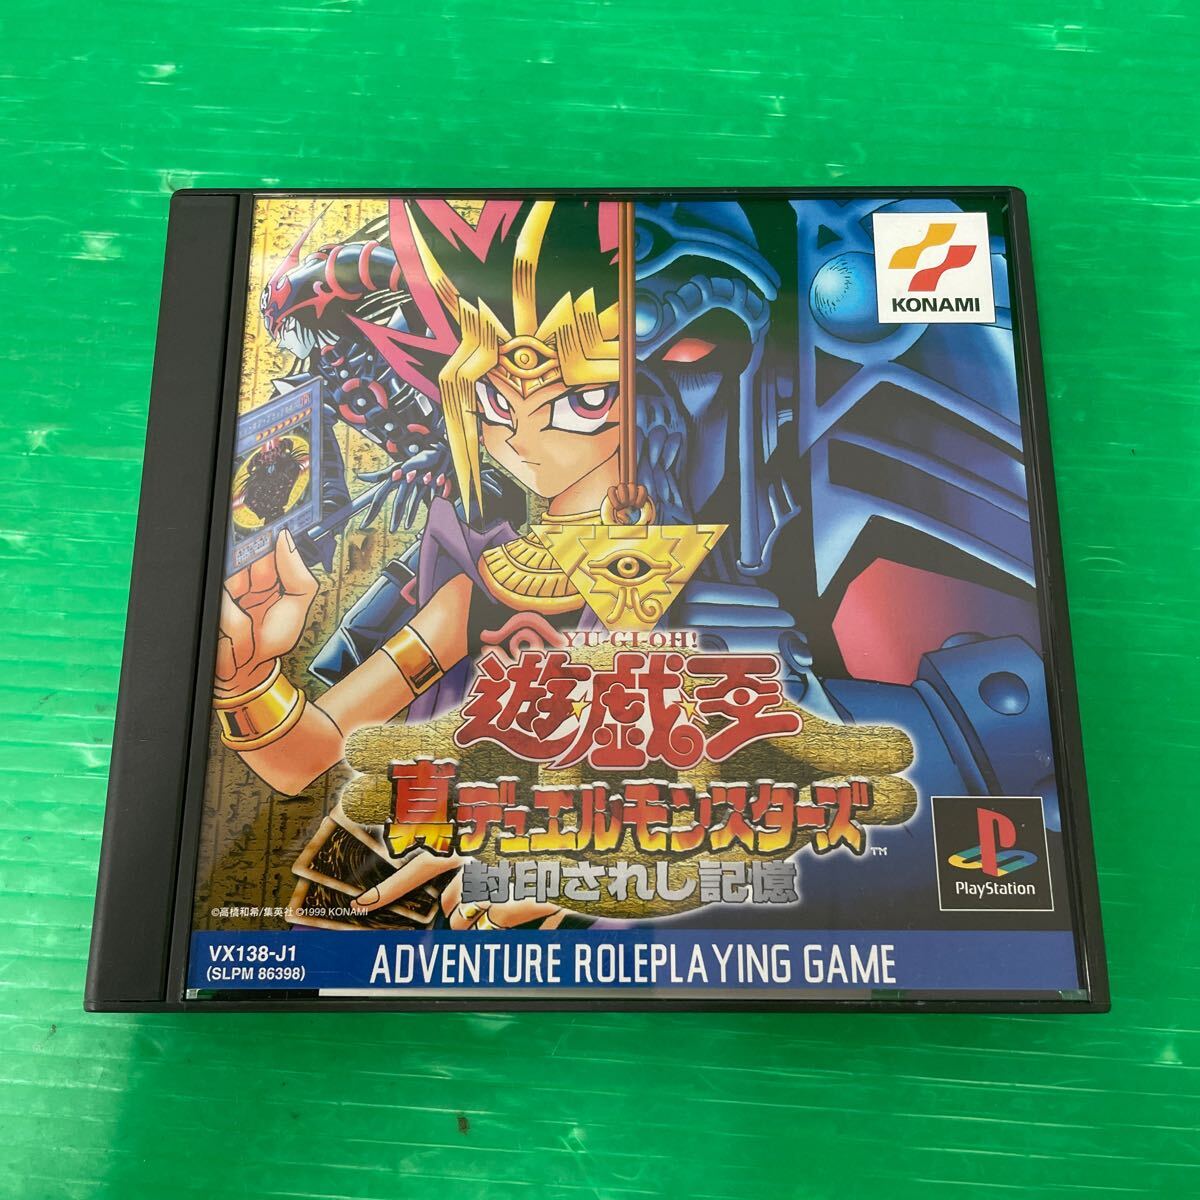 KONAMI
YU-GI-OH!
遊☆戯☆王
真デュエルモンスターズ™
封印されし記憶
PlayStation
©高橋和希/集英社 ©1999 KONAMI
VX138-J1
(SLPM 86398)
ADVENTURE ROLEPLAYING GAME